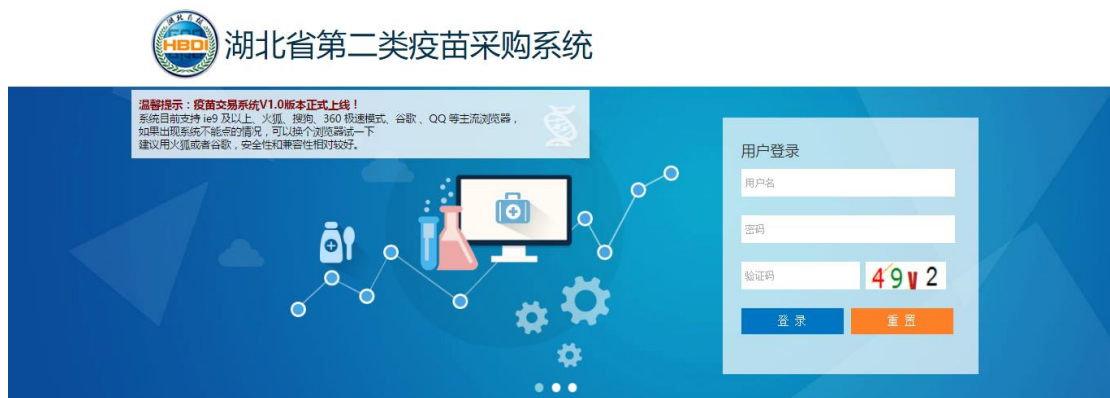 HBDI
湖北省第二类疫苗采购系统
温馨提示：疫苗交易系统V1.0版本正式上线！
系统目前支持 ie9 及以上、火狐、搜狗、360 极速模式、谷歌 、QQ 等主流浏览器，
如果出现系统不能点的情况，可以换个浏览器试一下
建议用火狐或者谷歌，安全性和兼容性相对较好。
用户登录
用户名
密码
验证码
49v2
登 录
重 置